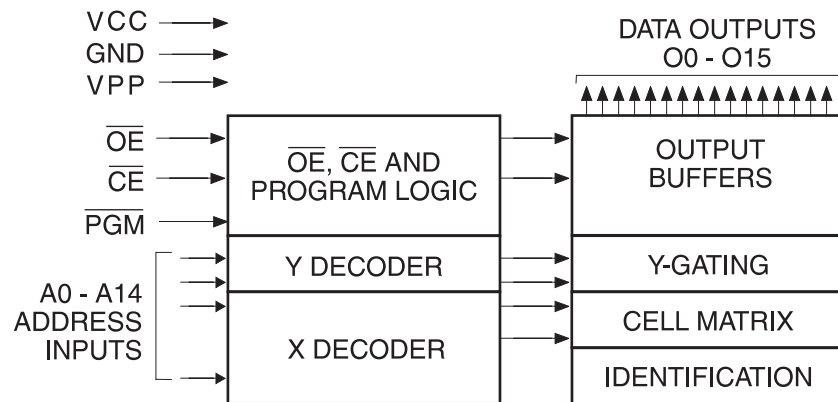 VCC
GND
VPP
OE
CE
PGM
A0 - A14
ADDRESS
INPUTS
OE, CE AND
PROGRAM LOGIC
Y DECODER
X DECODER
DATA OUTPUTS
O0 - O15
OUTPUT
BUFFERS
Y-GATING
CELL MATRIX
IDENTIFICATION